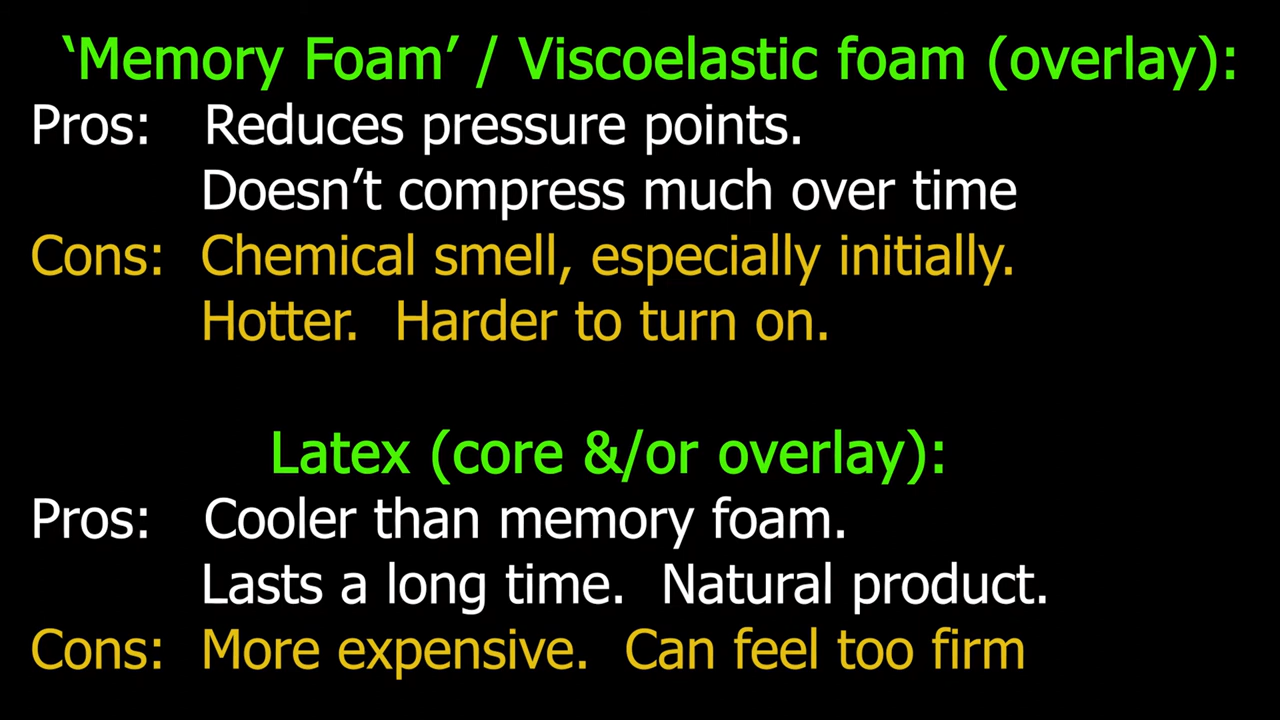 ‘Memory Foam’ / Viscoelastic foam (overlay):
Pros: Reduces pressure points.
Doesn’t compress much over time
Cons: Chemical smell, especially initially.
Hotter. Harder to turn on.
Latex (core &/or overlay):
Pros: Cooler than memory foam.
Lasts a long time. Natural product.
Cons: More expensive. Can feel too firm